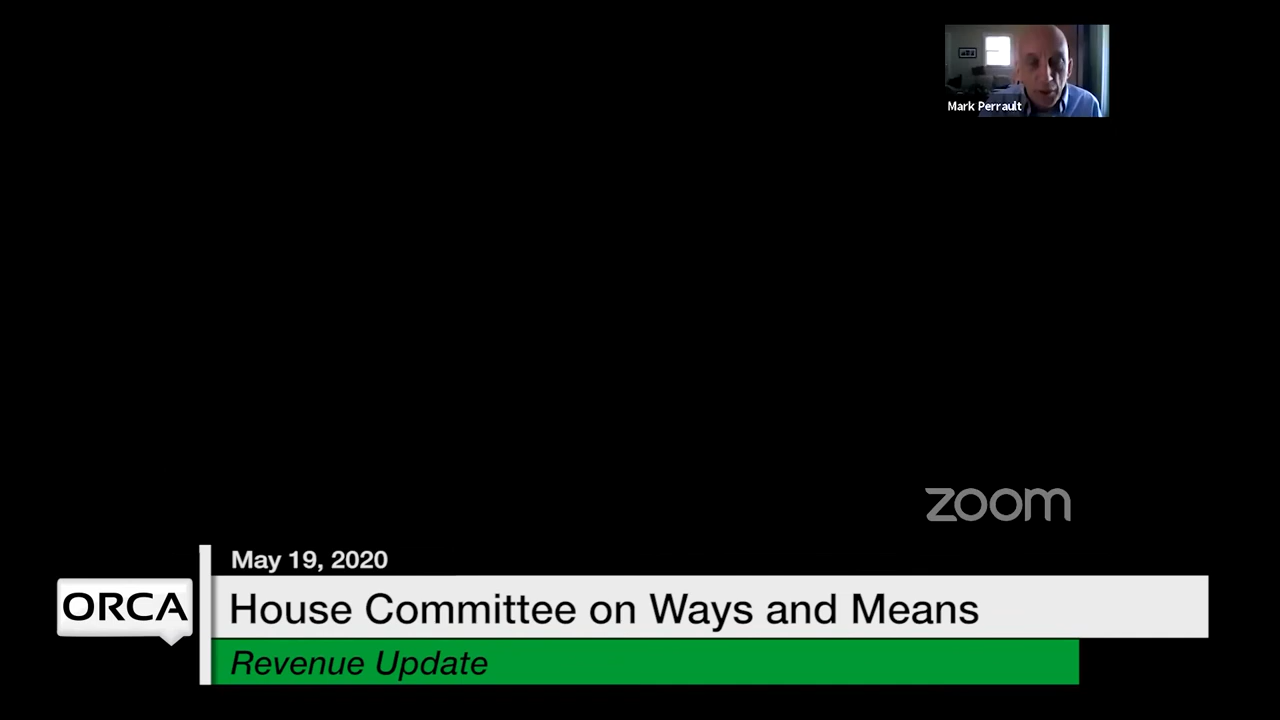 Mark Perrault
zoom
May 19, 2020
ORCA
House Committee on Ways and Means
Revenue Update